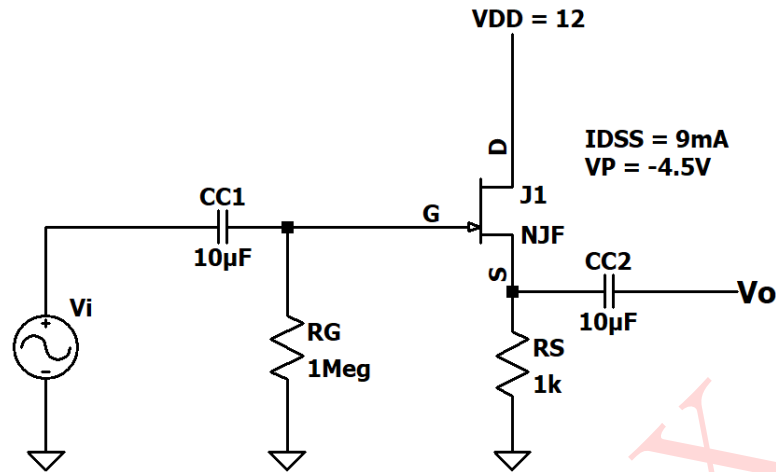 VDD = 12
D
IDSS = 9mA
VP = -4.5V
CC1
G
J1
10µF
NJF
S
CC2
Vi
Vo
10µF
+
RG
1Meg
RS
1k
-